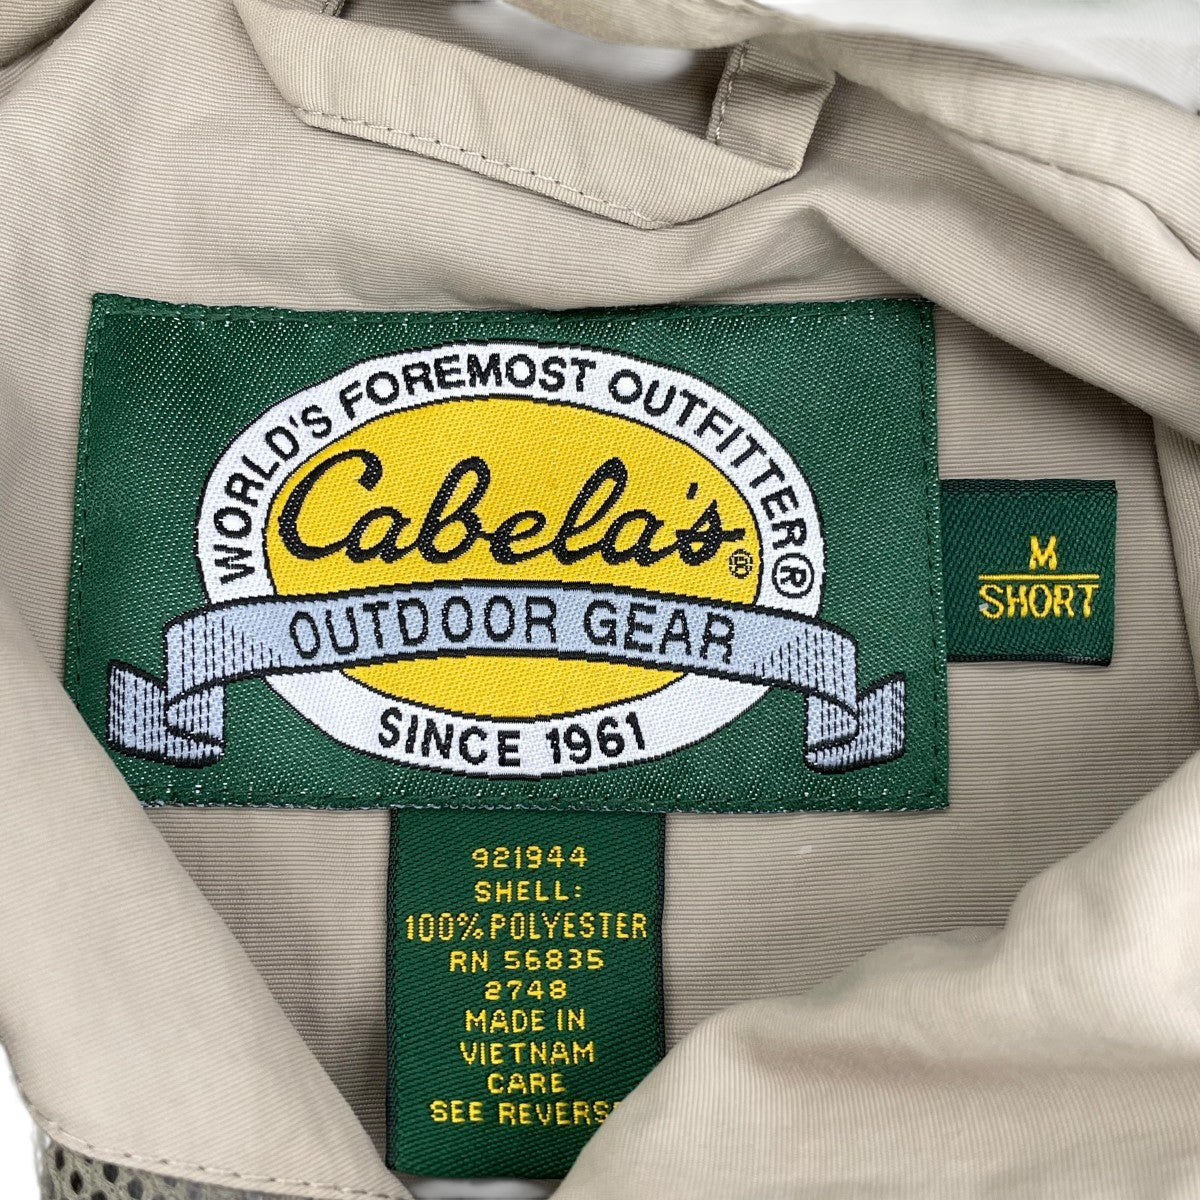 WORLD'S FOREMOST OUTFITTER®
Cabela's®
OUTDOOR GEAR
SINCE 1961
M
SHORT
921944
SHELL:
100% POLYESTER
RN 56835
2748
MADE IN
VIETNAM
CARE
SEE REVERS